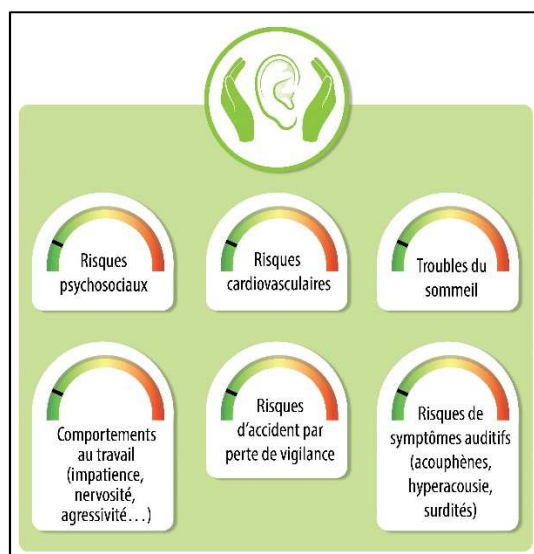 Risques
psychosociaux
Risques
cardiovasculaires
Troubles du
sommeil
Comportements
au travail
(impatience,
nervosité,
agressivité…)
Risques
d'accident par
perte de vigilance
Risques de
symptômes auditifs
(acouphènes,
hyperacousie,
surdités)